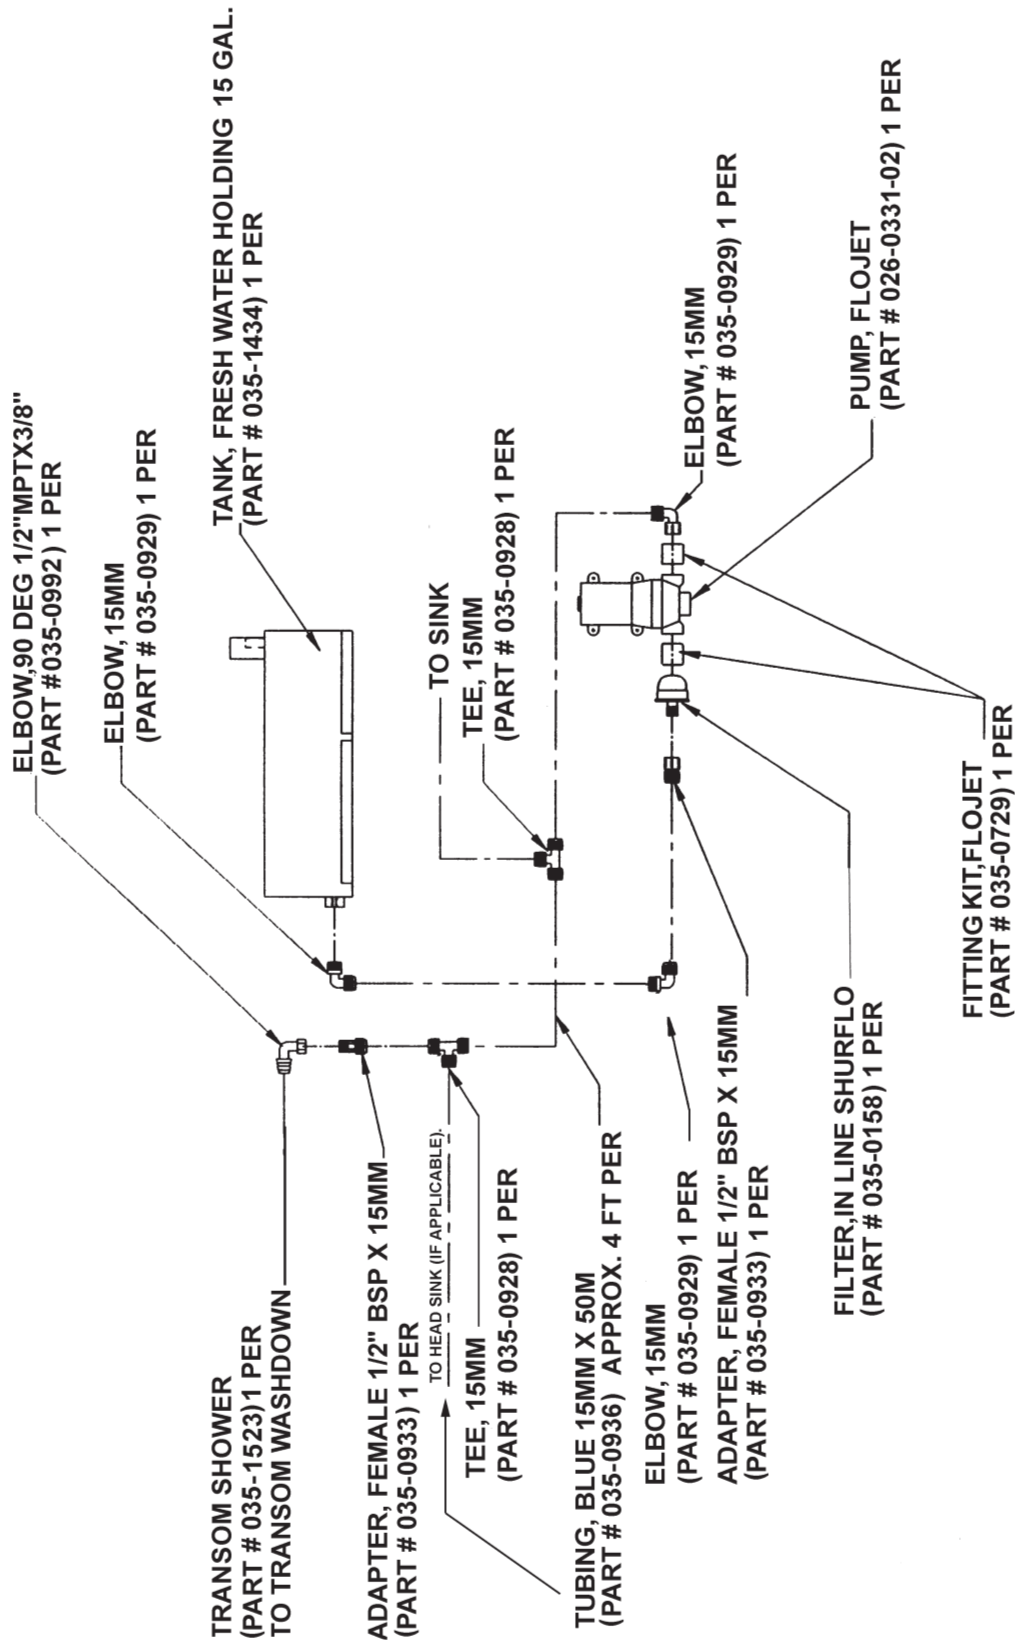 ELBOW,90 DEG 1/2"MPTX3/8"
(PART #035-0992) 1 PER
ELBOW, 15MM
(PART # 035-0929) 1 PER
TANK, FRESH WATER HOLDING 15 GAL.
(PART # 035-1434) 1 PER
TO SINK
TEE, 15MM
(PART # 035-0928) 1 PER
ELBOW, 15MM
(PART # 035-0929) 1 PER
PUMP, FLOJET
(PART # 026-0331-02) 1 PER
TRANSOM SHOWER
(PART # 035-1523) 1 PER
TO TRANSOM WASHDOWN
ADAPTER, FEMALE 1/2" BSP X 15MM
(PART # 035-0933) 1 PER
TO HEAD SINK (IF APPLICABLE).
TEE, 15MM
(PART # 035-0928) 1 PER
TUBING, BLUE 15MM X 50M
(PART # 035-0936) APPROX. 4 FT PER
ELBOW, 15MM
(PART # 035-0929) 1 PER
ADAPTER, FEMALE 1/2" BSP X 15MM
(PART # 035-0933) 1 PER
FILTER,IN LINE SHURFLO
(PART # 035-0158) 1 PER
FITTING KIT,FLOJET
(PART # 035-0729) 1 PER